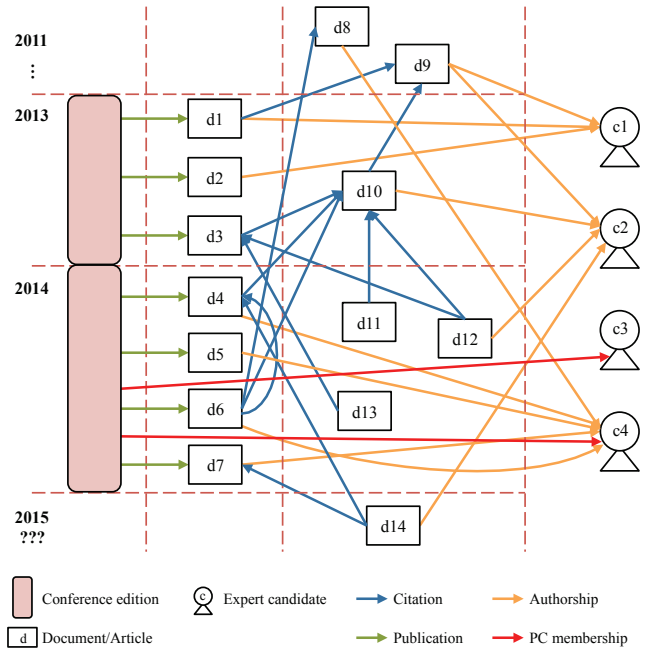 2011
d8
...
d9
2013
d1
c1
d2
d10
d3
c2
2014
d4
d11
d12
c3
d5
d6
d13
c4
d7
2015
???
d14
Conference edition
c
Expert candidate
Citation
Authorship
d
Document/Article
Publication
PC membership